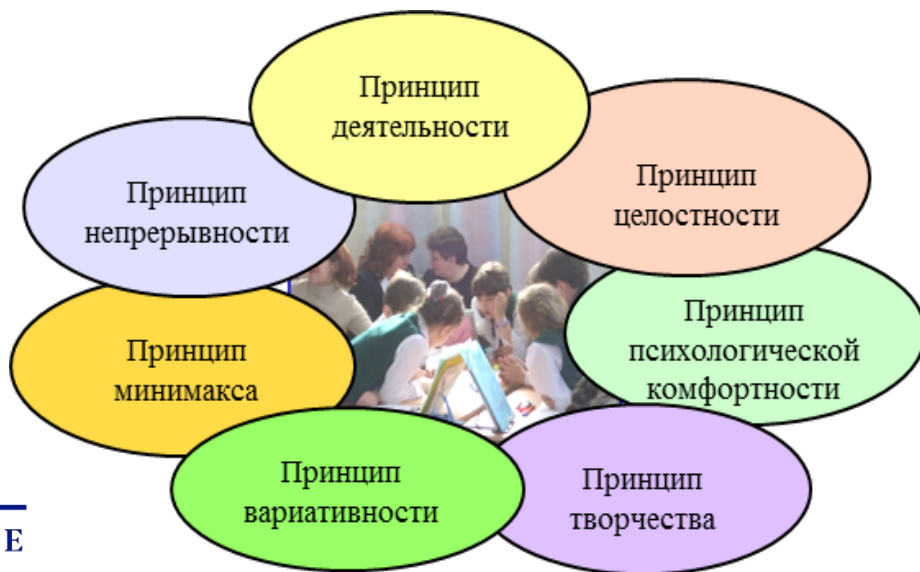 Принцип
деятельности
Принцип
целостности
Принцип
непрерывности
Принцип
психологической
комфортности
Принцип
минимакса
Принцип
вариативности
Принцип
творчества
Е